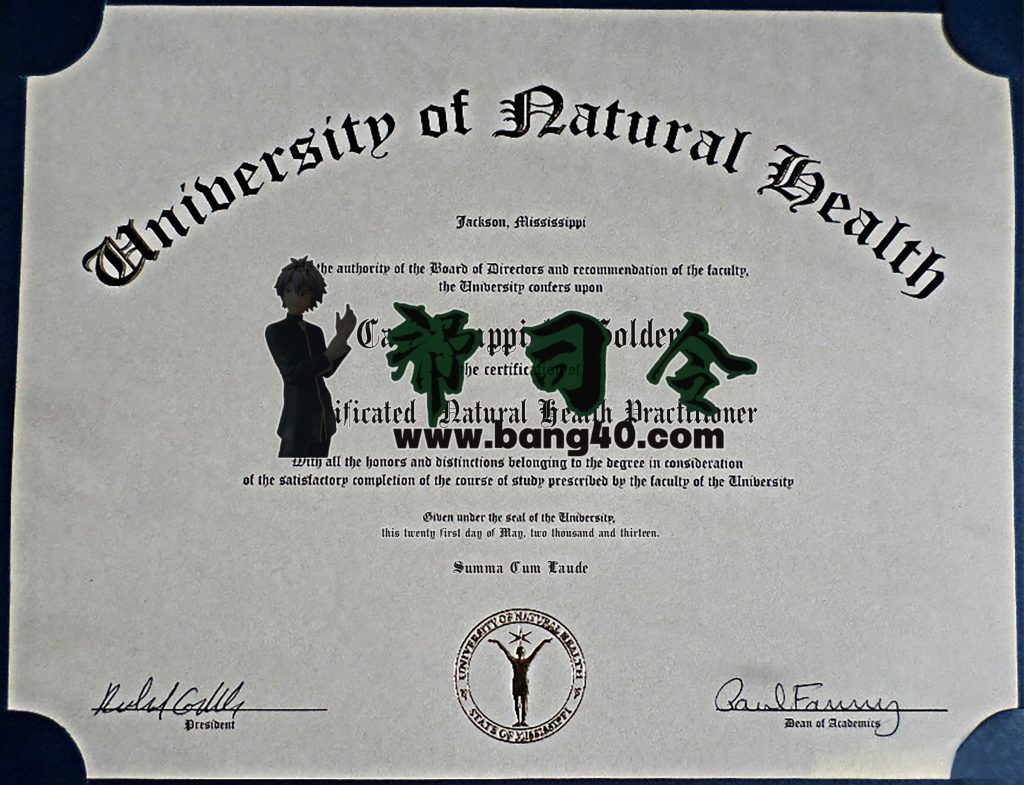 University of Natural Health
Jackson, Mississippi
the authority of the Board of Directors and recommendation of the faculty,
the University confers upon
帮司令
the certification of
Natural Health Practitioner
www.bang40.com
With all the honors and distinctions belonging to the degree in consideration
of the satisfactory completion of the course of study prescribed by the faculty of the University
Given under the seal of the University,
this twenty first day of May, two thousand and thirteen.
Summa Cum Laude
UNIVERSITY OF NATURAL HEALTH
STATE OF MISSISSIPPI
President
Dean of Academics